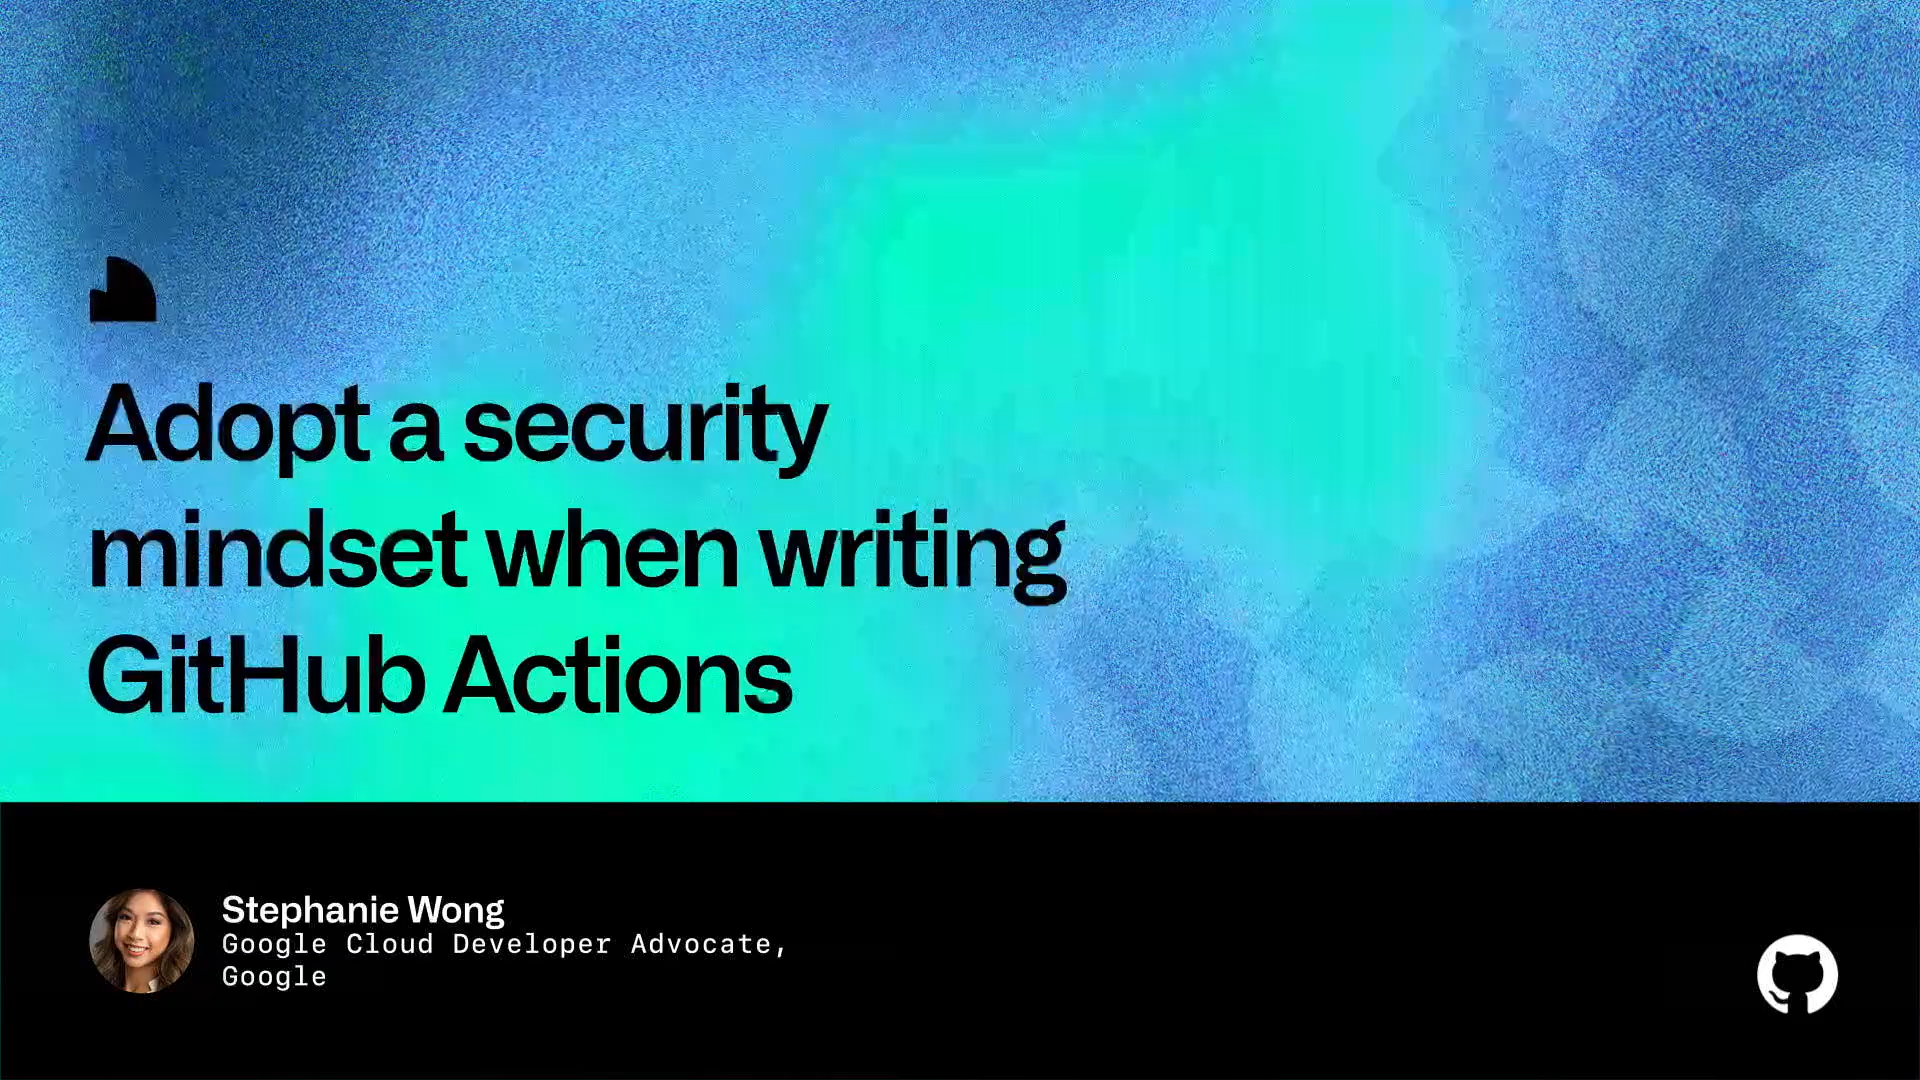 Adopt a security
mindset when writing
GitHub Actions
Stephanie Wong
Google Cloud Developer Advocate,
Google